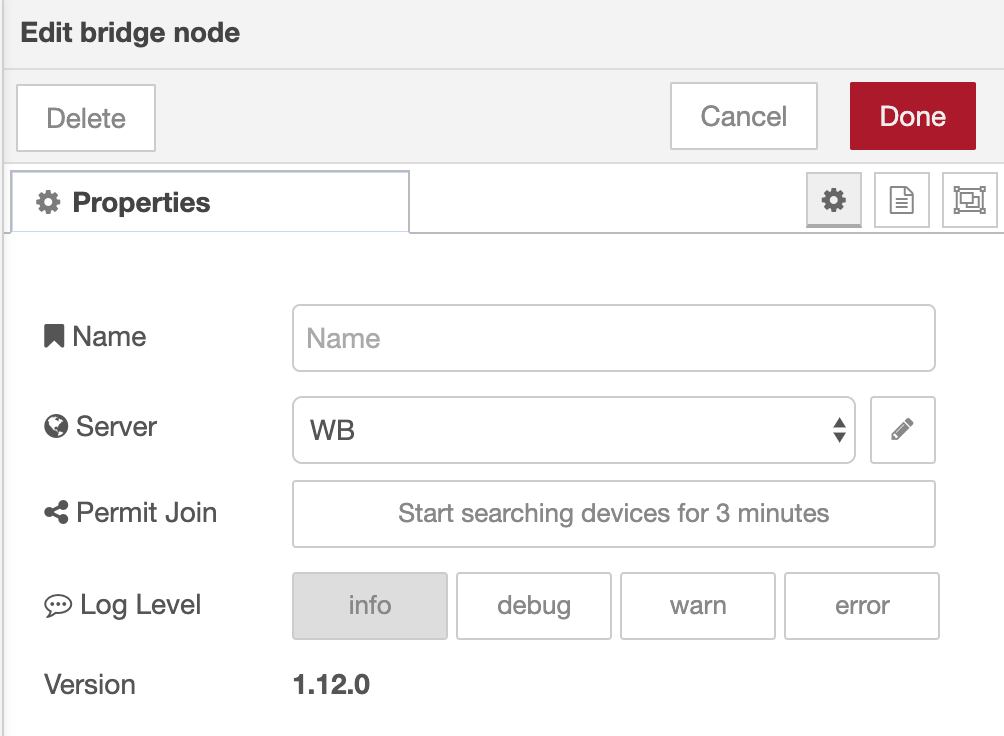 Edit bridge node
Delete
Cancel
Done
Properties
Name
Name
Server
WB
Permit Join
Start searching devices for 3 minutes
Log Level
info
debug
warn
error
Version
1.12.0